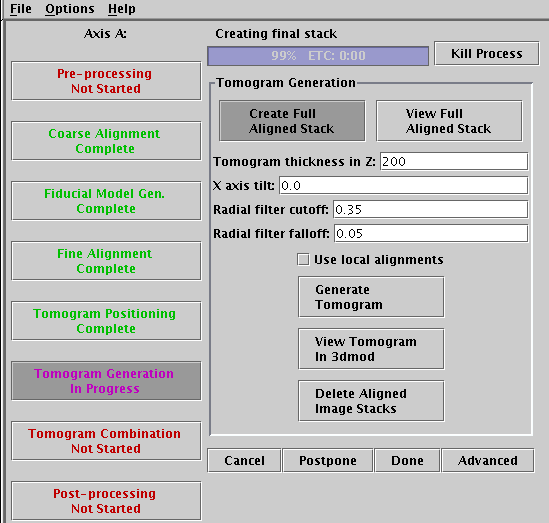 File Options Help
Axis A:
Pre-processing
Not Started
Coarse Alignment
Complete
Fiducial Model Gen.
Complete
Fine Alignment
Complete
Tomogram Positioning
Complete
Tomogram Generation
In Progress
Tomogram Combination
Not Started
Post-processing
Not Started
Creating final stack
99% ETC: 0:00
Kill Process
Tomogram Generation
Create Full
Aligned Stack
View Full
Aligned Stack
Tomogram thickness in Z: 200
X axis tilt: 0.0
Radial filter cutoff: 0.35
Radial filter falloff: 0.05
Use local alignments
Generate
Tomogram
View Tomogram
In 3dmod
Delete Aligned
Image Stacks
Cancel Postpone Done Advanced